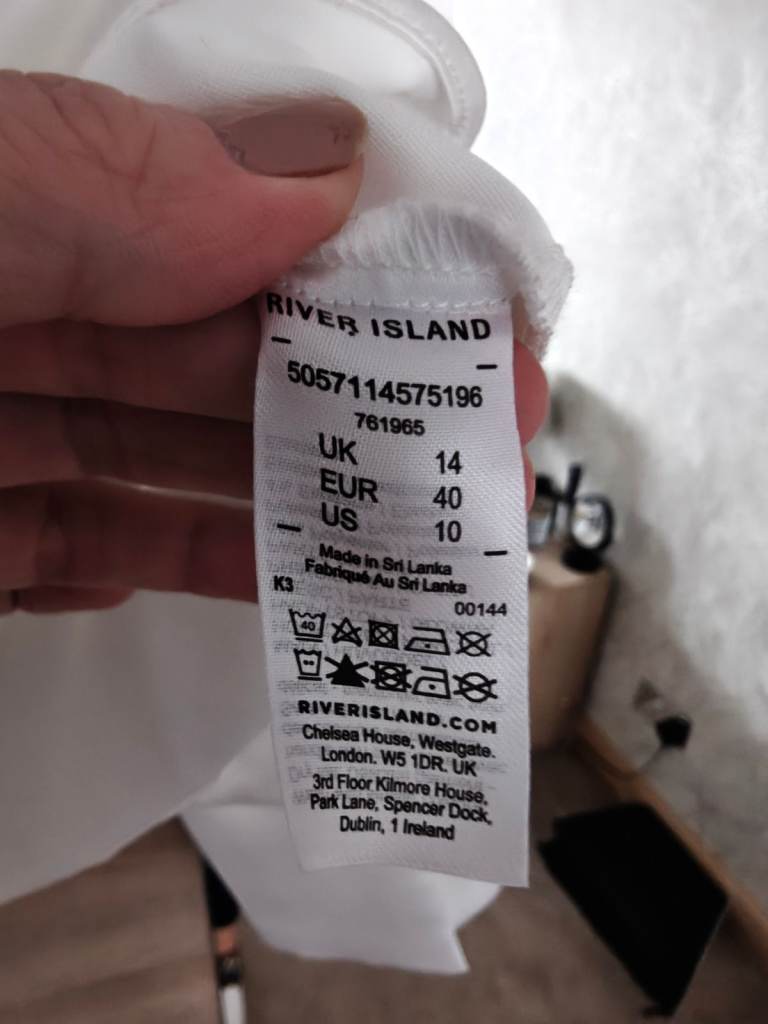 RIVER ISLAND
5057114575196
761965
UK 14
EUR 40
US 10
Made in Sri Lanka
Fabriqué Au Sri Lanka
K3 00144
40
RIVERISLAND.COM
Chelsea House, Westgate.
London. W5 1DR. UK
3rd Floor Kilmore House,
Park Lane, Spencer Dock,
Dublin, 1 Ireland